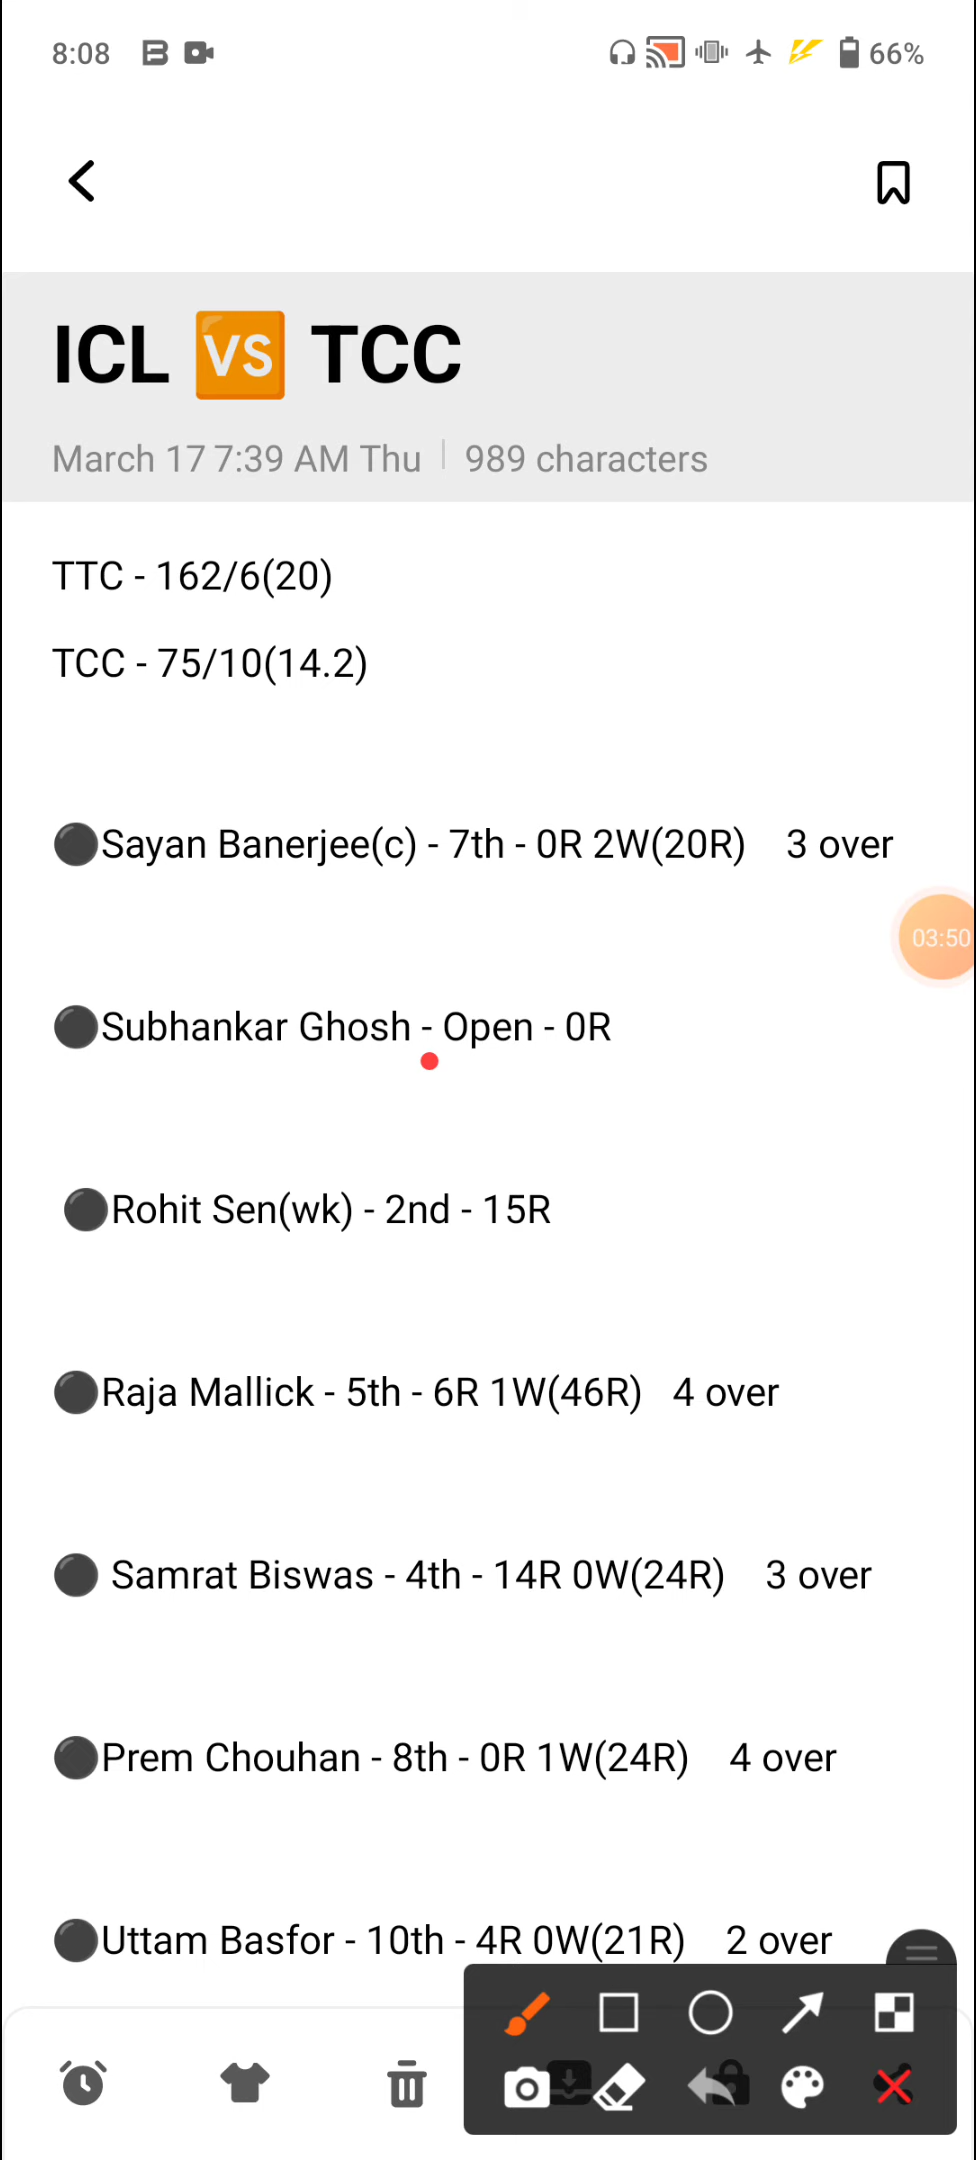 8:08 66%
ICL VS TCC
March 17 7:39 AM Thu | 989 characters
TTC - 162/6(20)
TCC - 75/10(14.2)
Sayan Banerjee(c) - 7th - 0R 2W(20R) 3 over
03:50
Subhankar Ghosh - Open - 0R
Rohit Sen(wk) - 2nd - 15R
Raja Mallick - 5th - 6R 1W(46R) 4 over
Samrat Biswas - 4th - 14R 0W(24R) 3 over
Prem Chouhan - 8th - 0R 1W(24R) 4 over
Uttam Basfor - 10th - 4R 0W(21R) 2 over